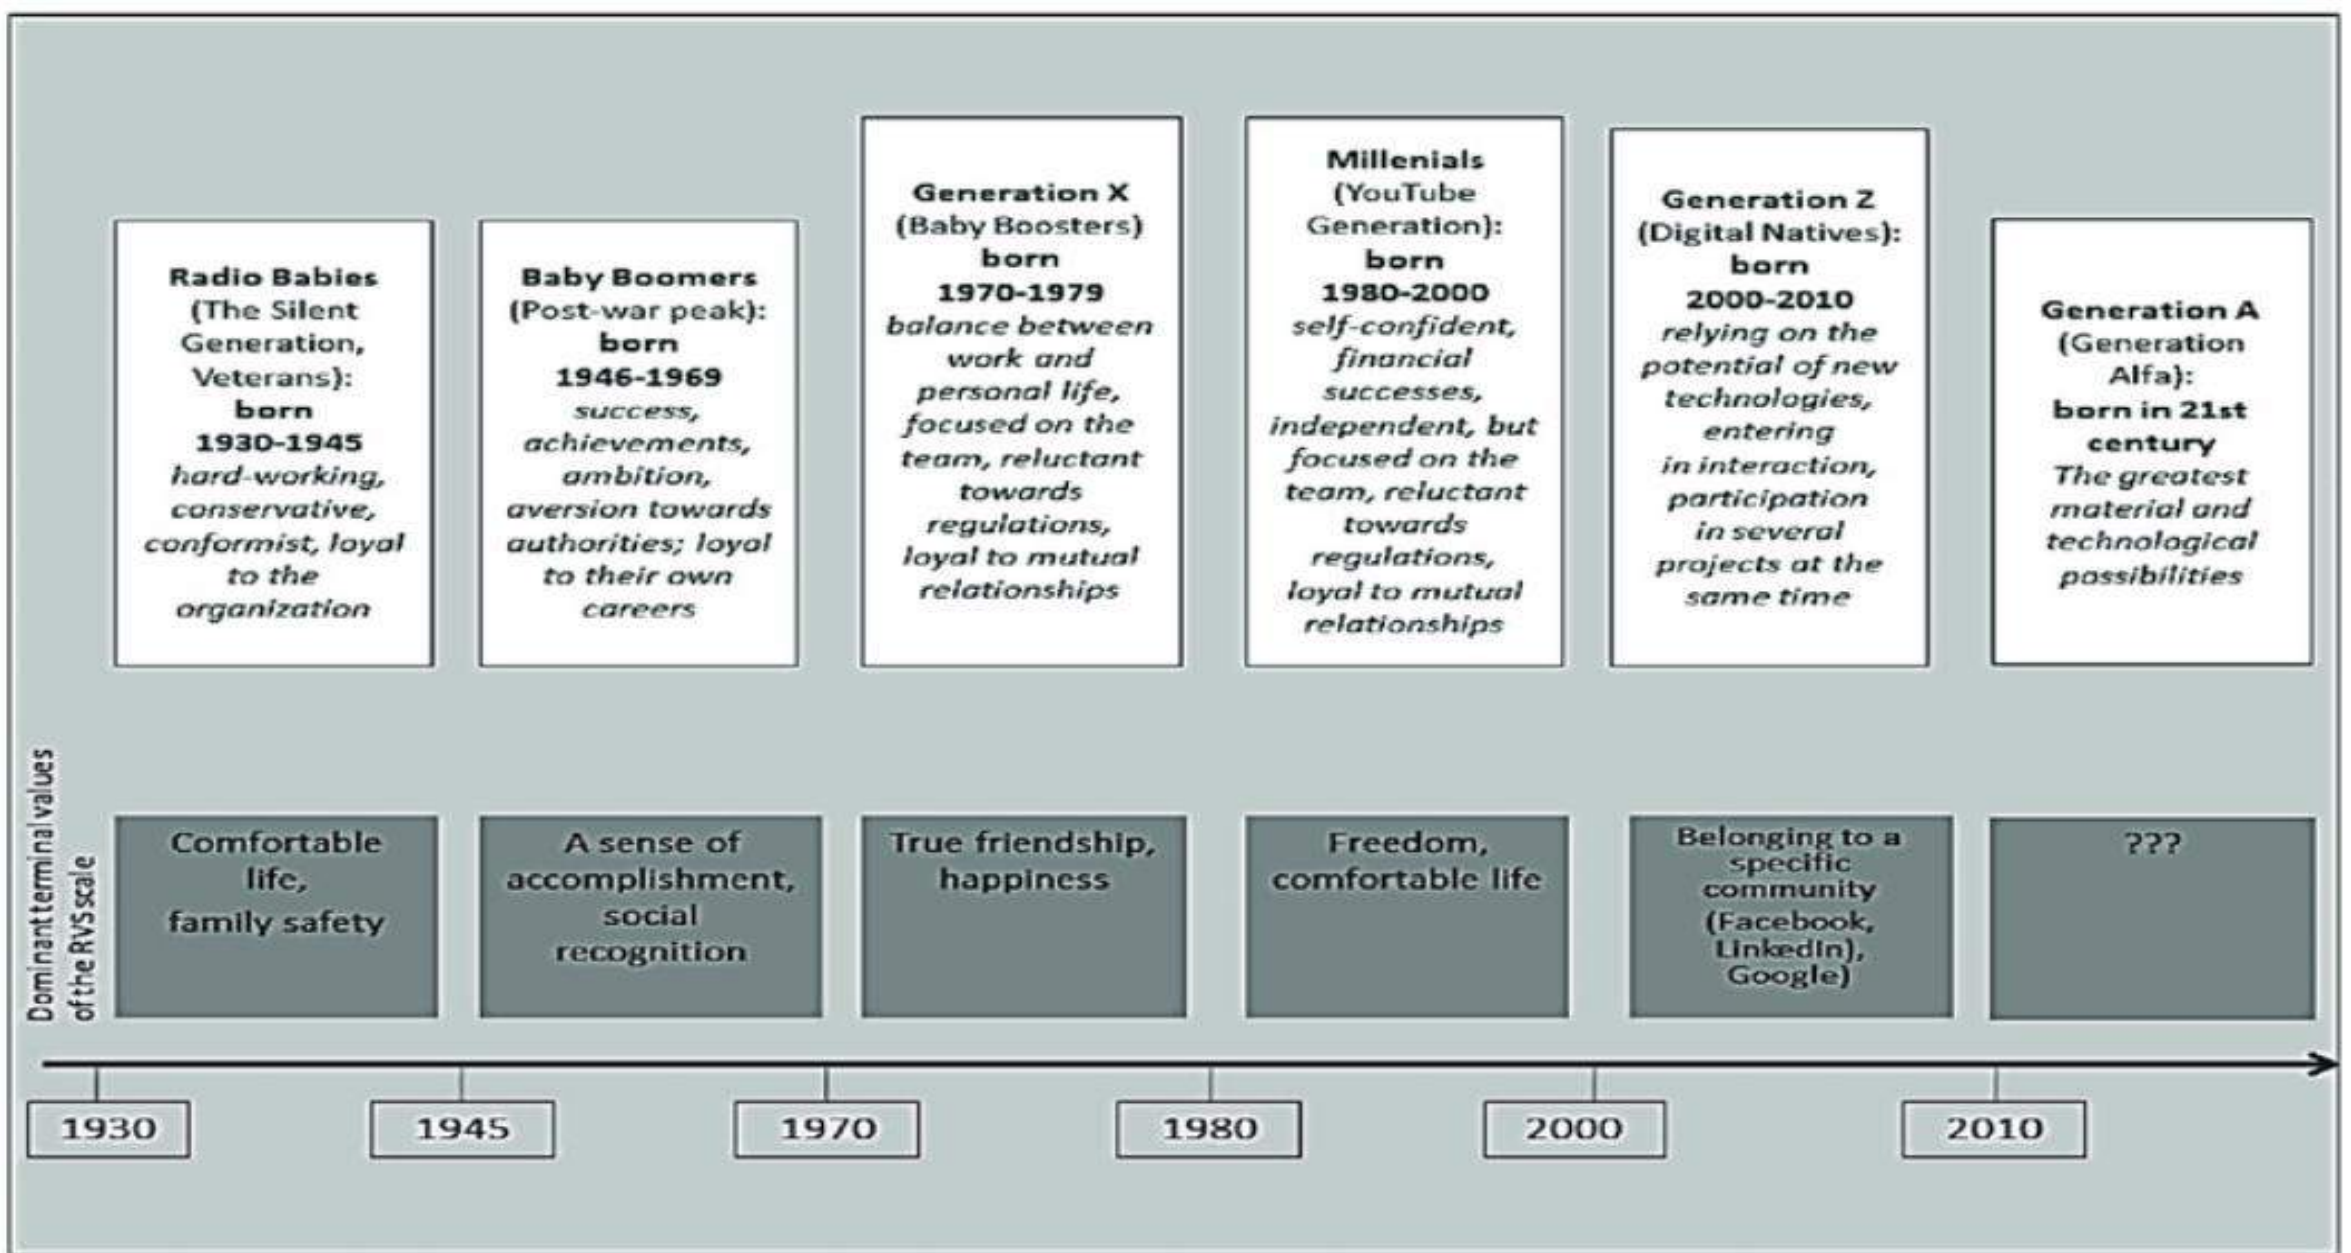 Radio Babies
(The Silent
Generation,
Veterans):
born
1930-1945
hard-working,
conservative,
conformist, loyal
to the
organization
Baby Boomers
(Post-war peak):
born
1946-1969
success,
achievements,
ambition,
aversion towards
authorities; loyal
to their own
careers
Generation X
(Baby Boosters)
born
1970-1979
balance between
work and
personal life,
focused on the
team, reluctant
towards
regulations,
loyal to mutual
relationships
Millenials
(YouTube
Generation):
born
1980-2000
self-confident,
financial
successes,
independent, but
focused on the
team, reluctant
towards
regulations,
loyal to mutual
relationships
Generation Z
(Digital Natives):
born
2000-2010
relying on the
potential of new
technologies,
entering
in interaction,
participation
in several
projects at the
same time
Generation A
(Generation
Alfa):
born in 21st
century
The greatest
material and
technological
possibilities
Dominant terminal values
of the RVS scale
Comfortable
life,
family safety
A sense of
accomplishment,
social
recognition
True friendship,
happiness
Freedom,
comfortable life
Belonging to a
specific
community
(Facebook,
LinkedIn),
Google)
???
1930
1945
1970
1980
2000
2010